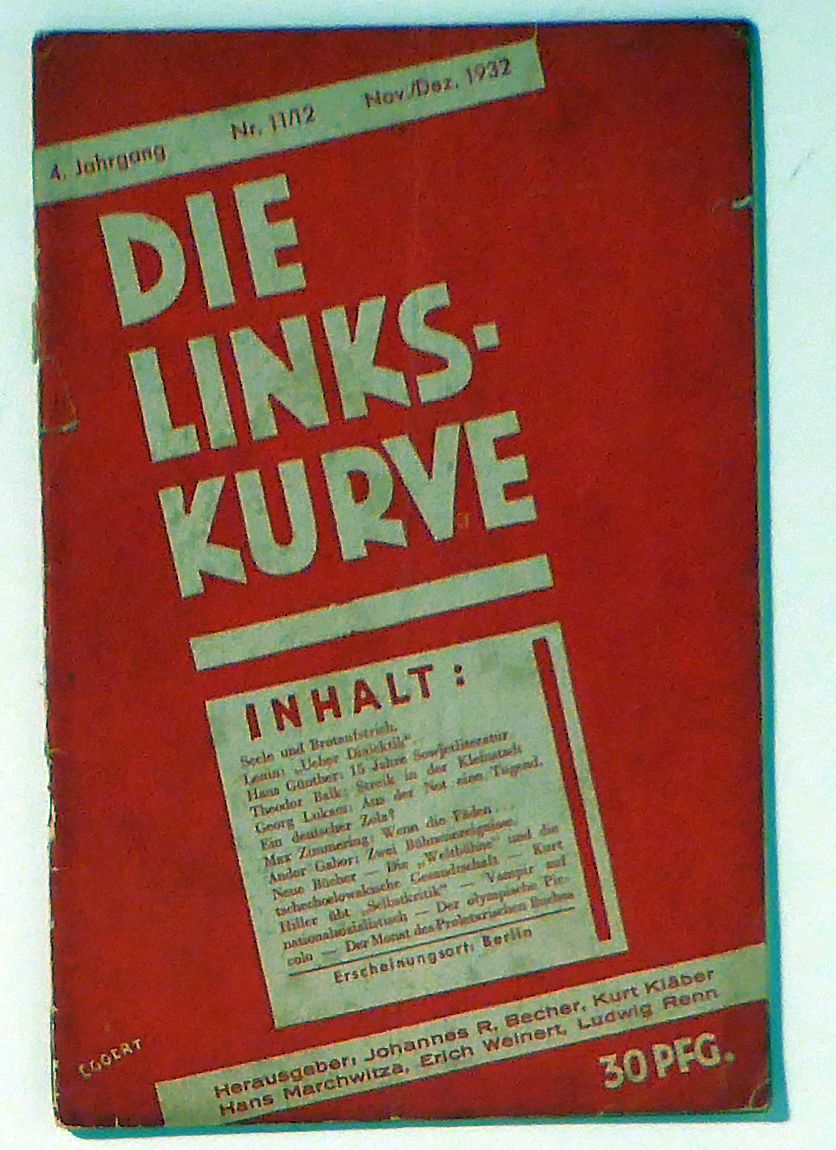 4. Jahrgang Nr. 11/12 Nov./Dez. 1932
DIE
LINKS-
KURVE
INHALT:
Seele und Brotaufstrich.
Lenin: „Ueber Dialektik“
Hans Günther: 15 Jahre Sowjetliteratur
Theodor Balk: Streik in der Kleinstadt
Georg Lukacs: Aus der Not eine Tugend.
Ein deutscher Zola?
Max Zimmering: Wenn die Fäden...
Andor Gabor: Zwei Bühnenereignisse.
Neue Bücher — Die „Weltbühne“ und die
tschechoslowakische Gesandtschaft — Kurt
Hiller übt „Selbstkritik“ — Vampir auf
nationalsozialistisch — Der olympische Pic-
colo — Der Monat des Proletarischen Buches
Erscheinungsort: Berlin
Herausgeber: Johannes R. Becher, Kurt Kläber
Hans Marchwitza, Erich Weinert, Ludwig Renn
30 PFG.